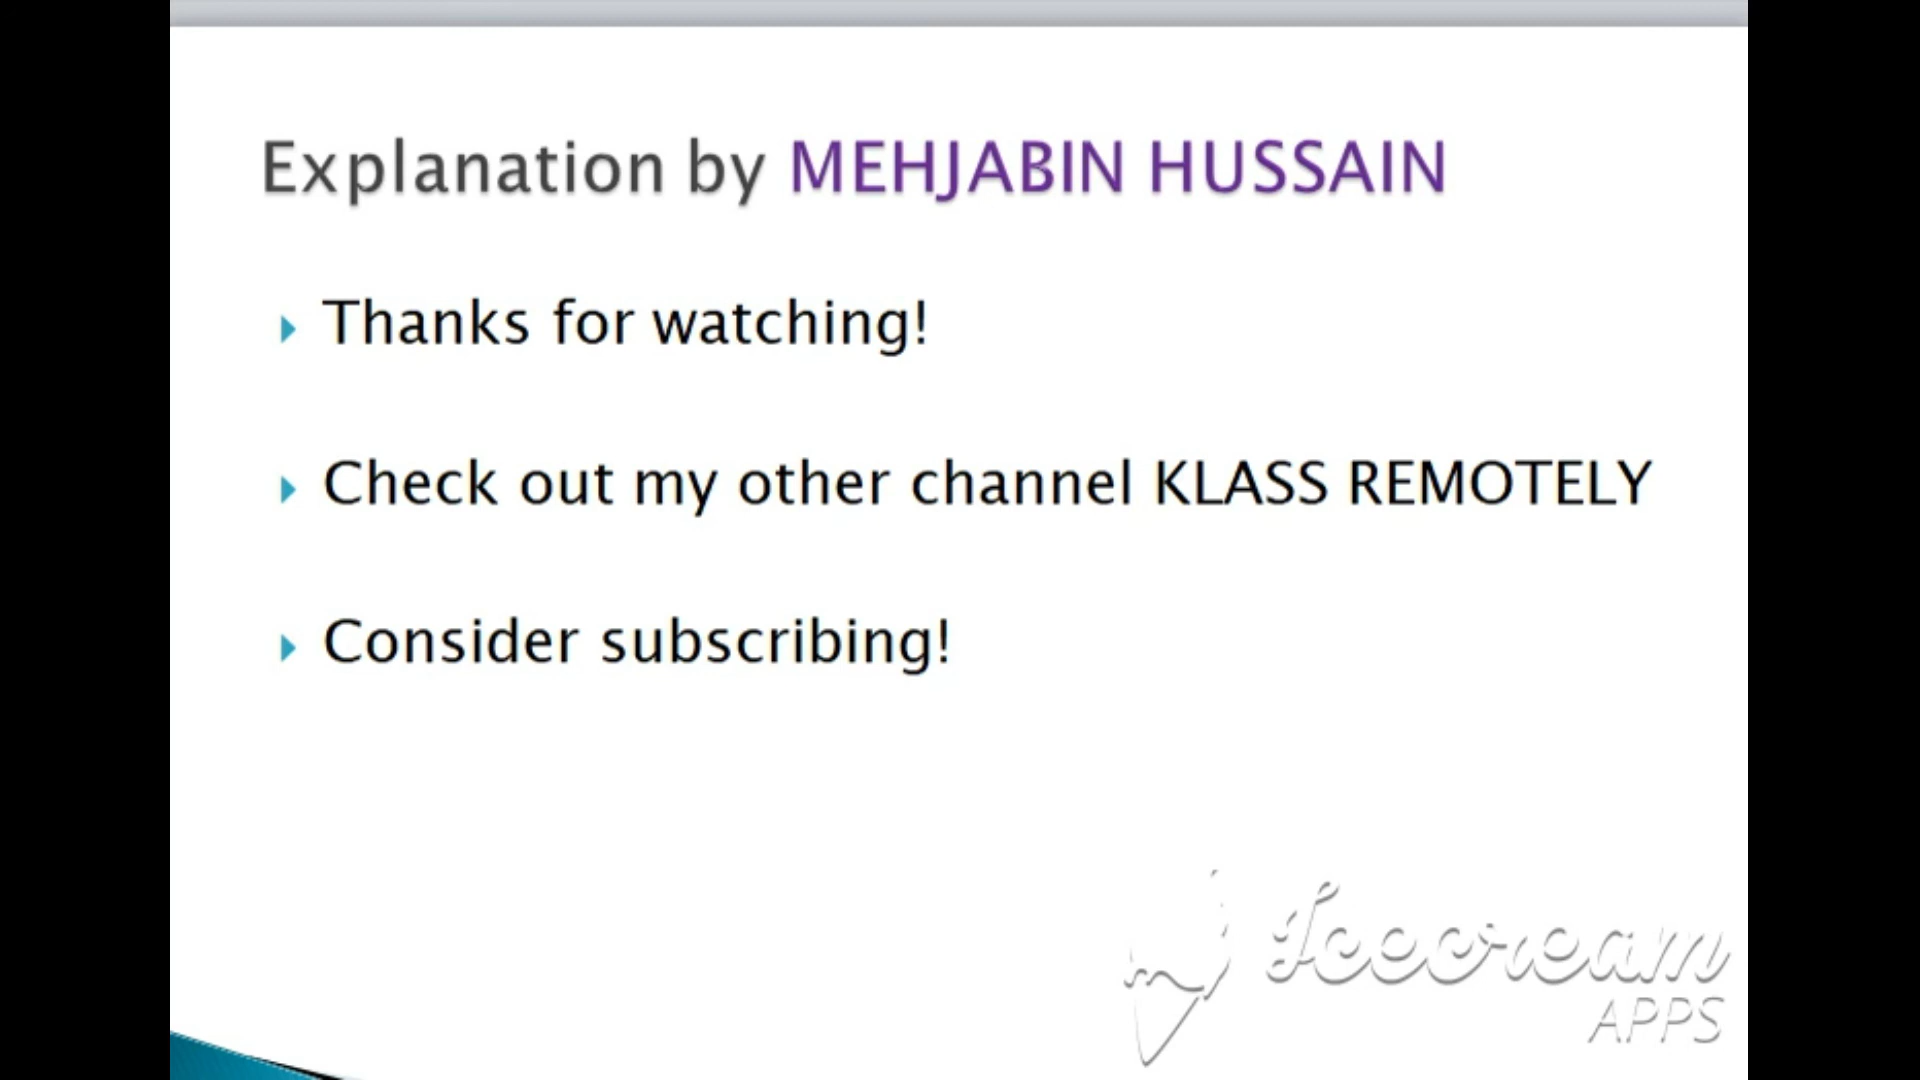 Explanation by MEHJABIN HUSSAIN
Thanks for watching!
Check out my other channel KLASS REMOTELY
Consider subscribing!
Icecream
APPS